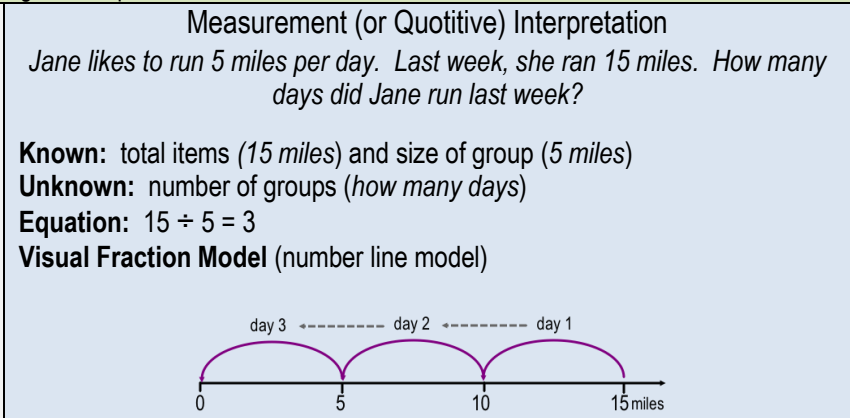 Measurement (or Quotitive) Interpretation
Jane likes to run 5 miles per day. Last week, she ran 15 miles. How many
days did Jane run last week?
Known: total items (15 miles) and size of group (5 miles)
Unknown: number of groups (how many days)
Equation: 15 ÷ 5 = 3
Visual Fraction Model (number line model)
day 3 day 2 day 1
0 5 10 15 miles